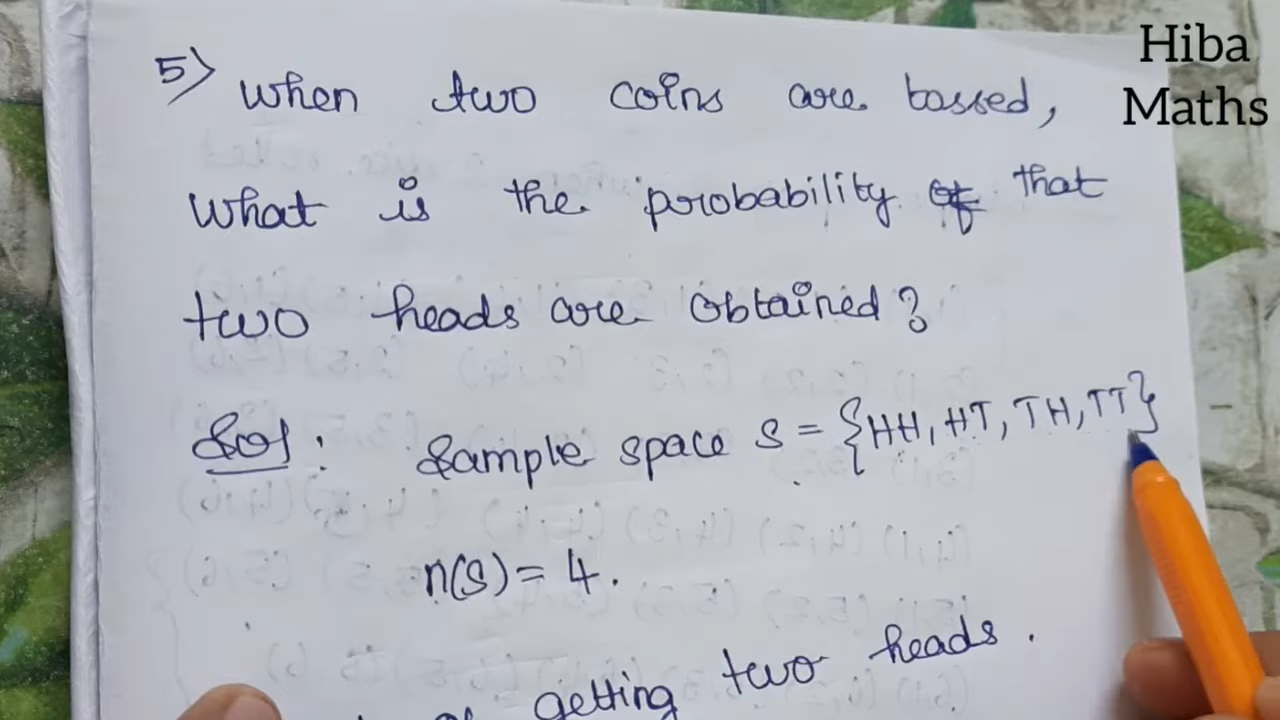 Hiba
Maths
5) When two coins are tossed,
what is the probability of that
two heads are obtained?
Sol: Sample space S = {HH, HT, TH, TT}
n(S) = 4.
getting two heads.